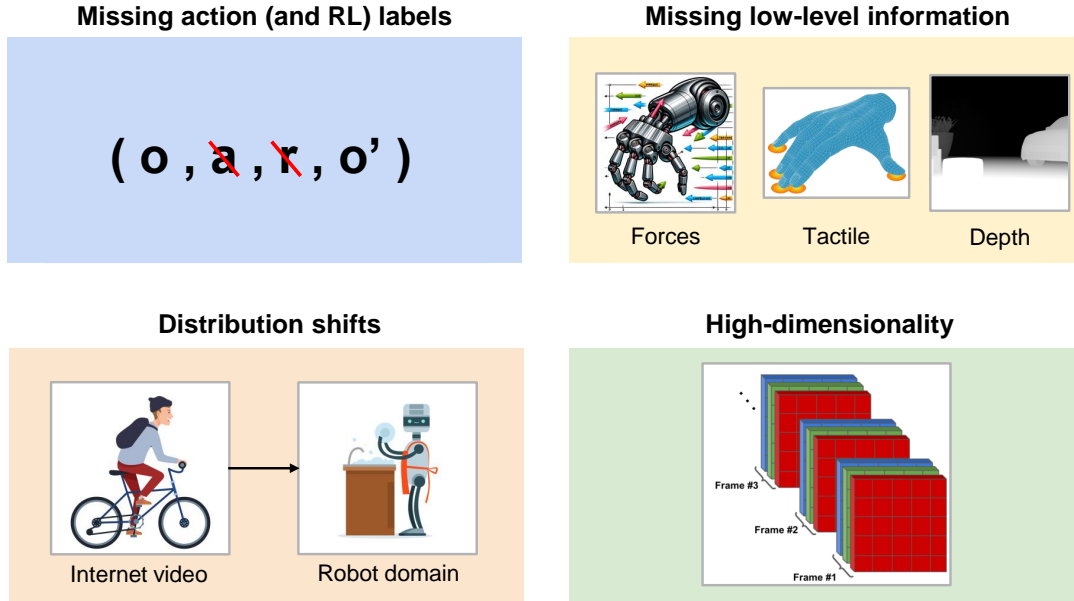 Missing action (and RL) labels
Missing low-level information
( o , a , r , o’ )
Forces
Tactile
Depth
Distribution shifts
High-dimensionality
Internet video
Robot domain
Frame #3
Frame #2
Frame #1